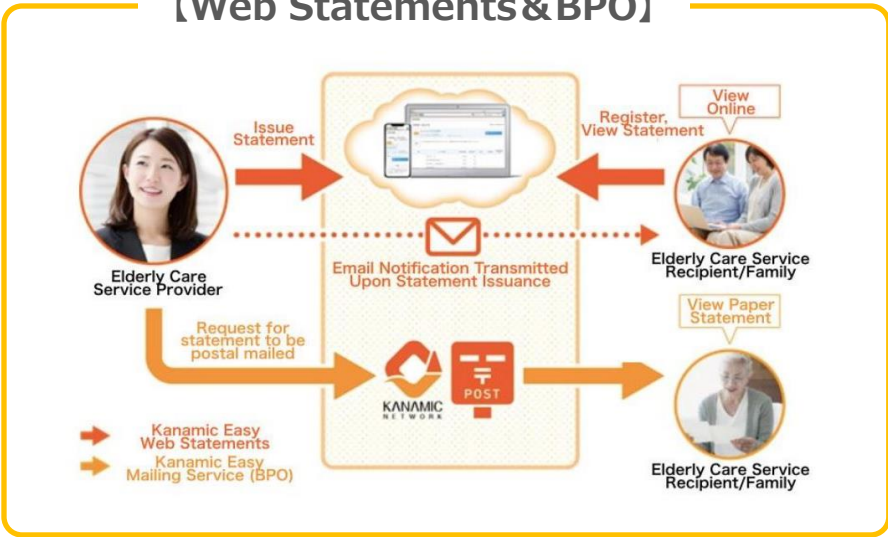 【Web Statements＆BPO】
Issue
Statement
Register,
View Statement
View
Online
Elderly Care
Service Provider
Email Notification Transmitted
Upon Statement Issuance
Elderly Care Service
Recipient/Family
Request for
statement to be
postal mailed
KANAMIC
NETWORK
〒
POST
View Paper
Statement
Kanamic Easy
Web Statements
Kanamic Easy
Mailing Service (BPO)
Elderly Care Service
Recipient/Family